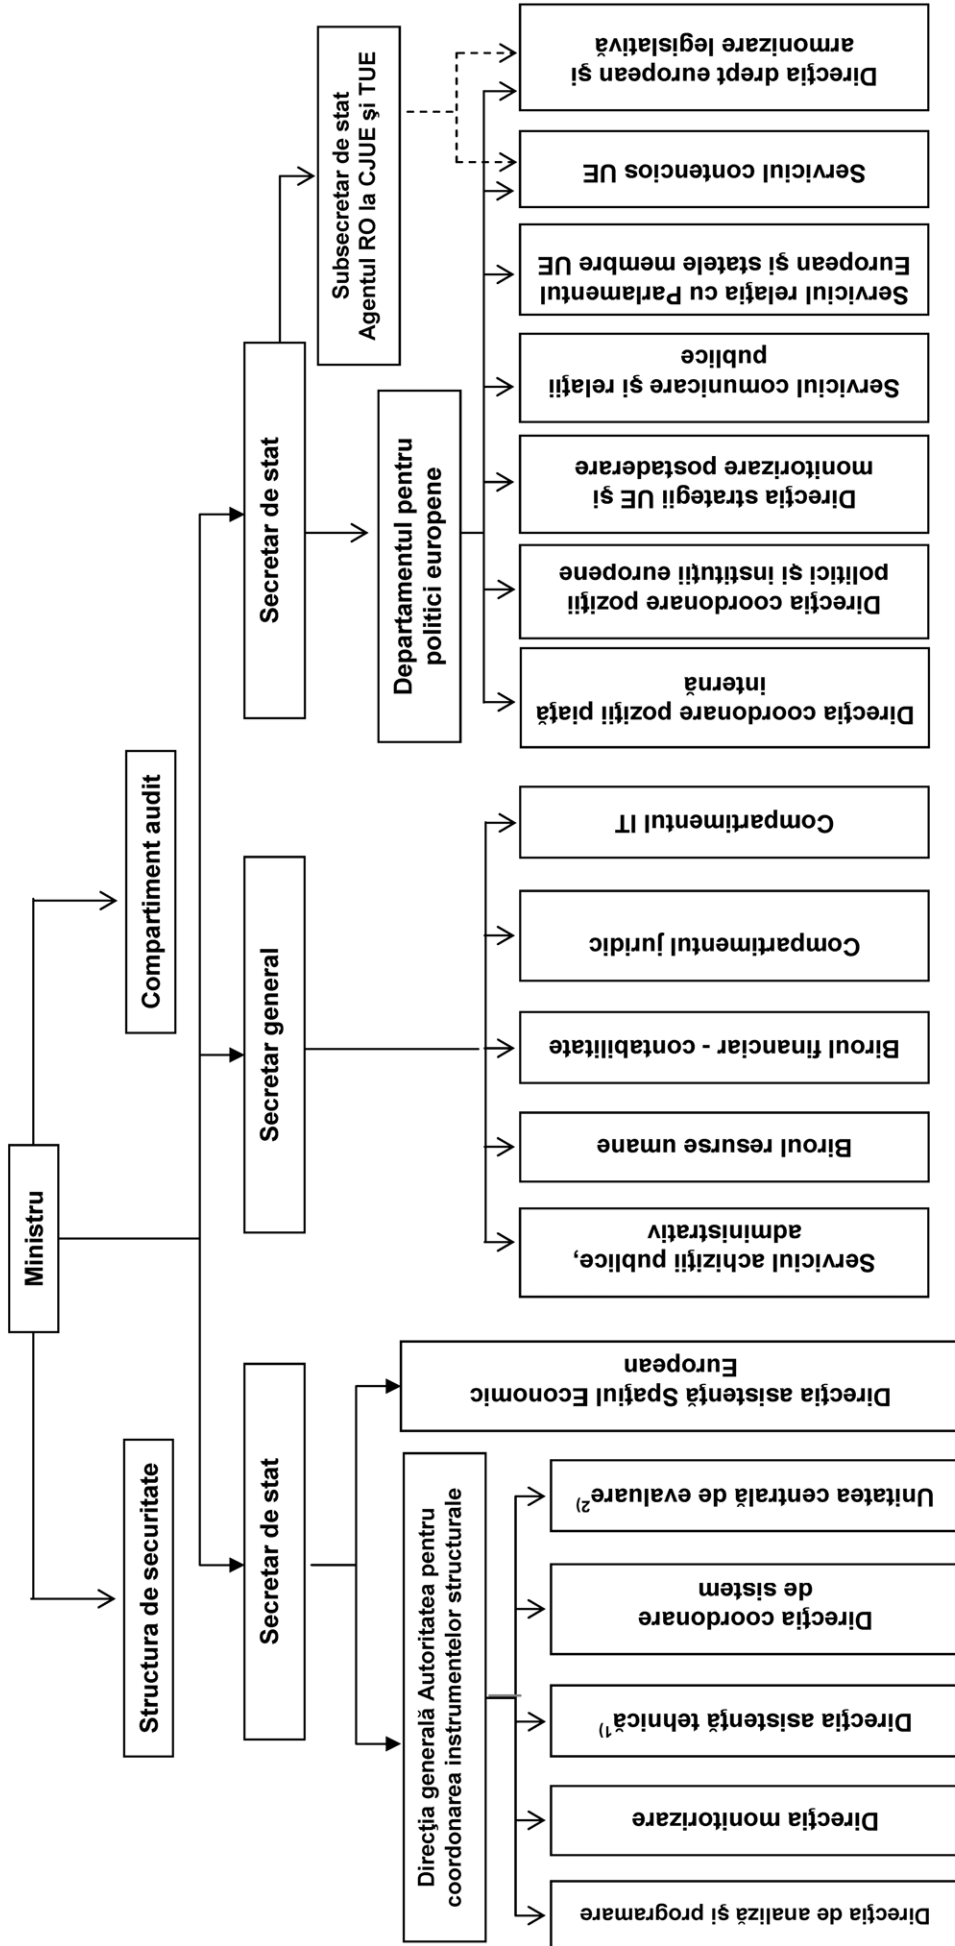 Ministru
Structura de securitate
Compartiment audit
Secretar de stat
Secretar general
Secretar de stat
Subsecretar de stat
Agentul RO la CJUE şi TUE
Direcţia generală Autoritatea pentru
coordonarea instrumentelor structurale
Direcţia asistenţă Spaţiul Economic
European
Departamentul pentru
politici europene
Direcţia de analiză şi programare
Direcţia monitorizare
Direcţia asistenţă tehnică1)
Direcţia coordonare
de sistem
Unitatea centrală de evaluare2)
Serviciul achiziţii publice,
administrativ
Biroul resurse umane
Biroul financiar - contabilitate
Compartimentul juridic
Compartimentul IT
Direcţia coordonare poziţii piaţă
internă
Direcţia coordonare poziţii
politici şi instituţii europene
Direcţia strategii UE şi
monitorizare postaderare
Serviciul comunicare şi relaţii
publice
Serviciul relaţia cu Parlamentul
European şi statele membre UE
Serviciul contencios UE
Direcţia drept european şi
armonizare legislativă